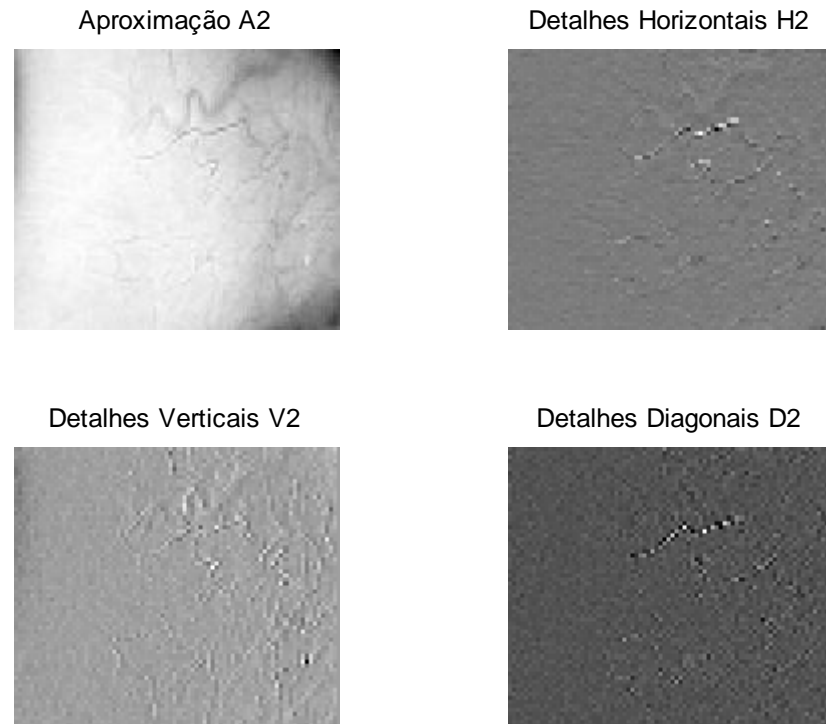 Aproximação A2
Detalhes Horizontais H2
Detalhes Verticais V2
Detalhes Diagonais D2